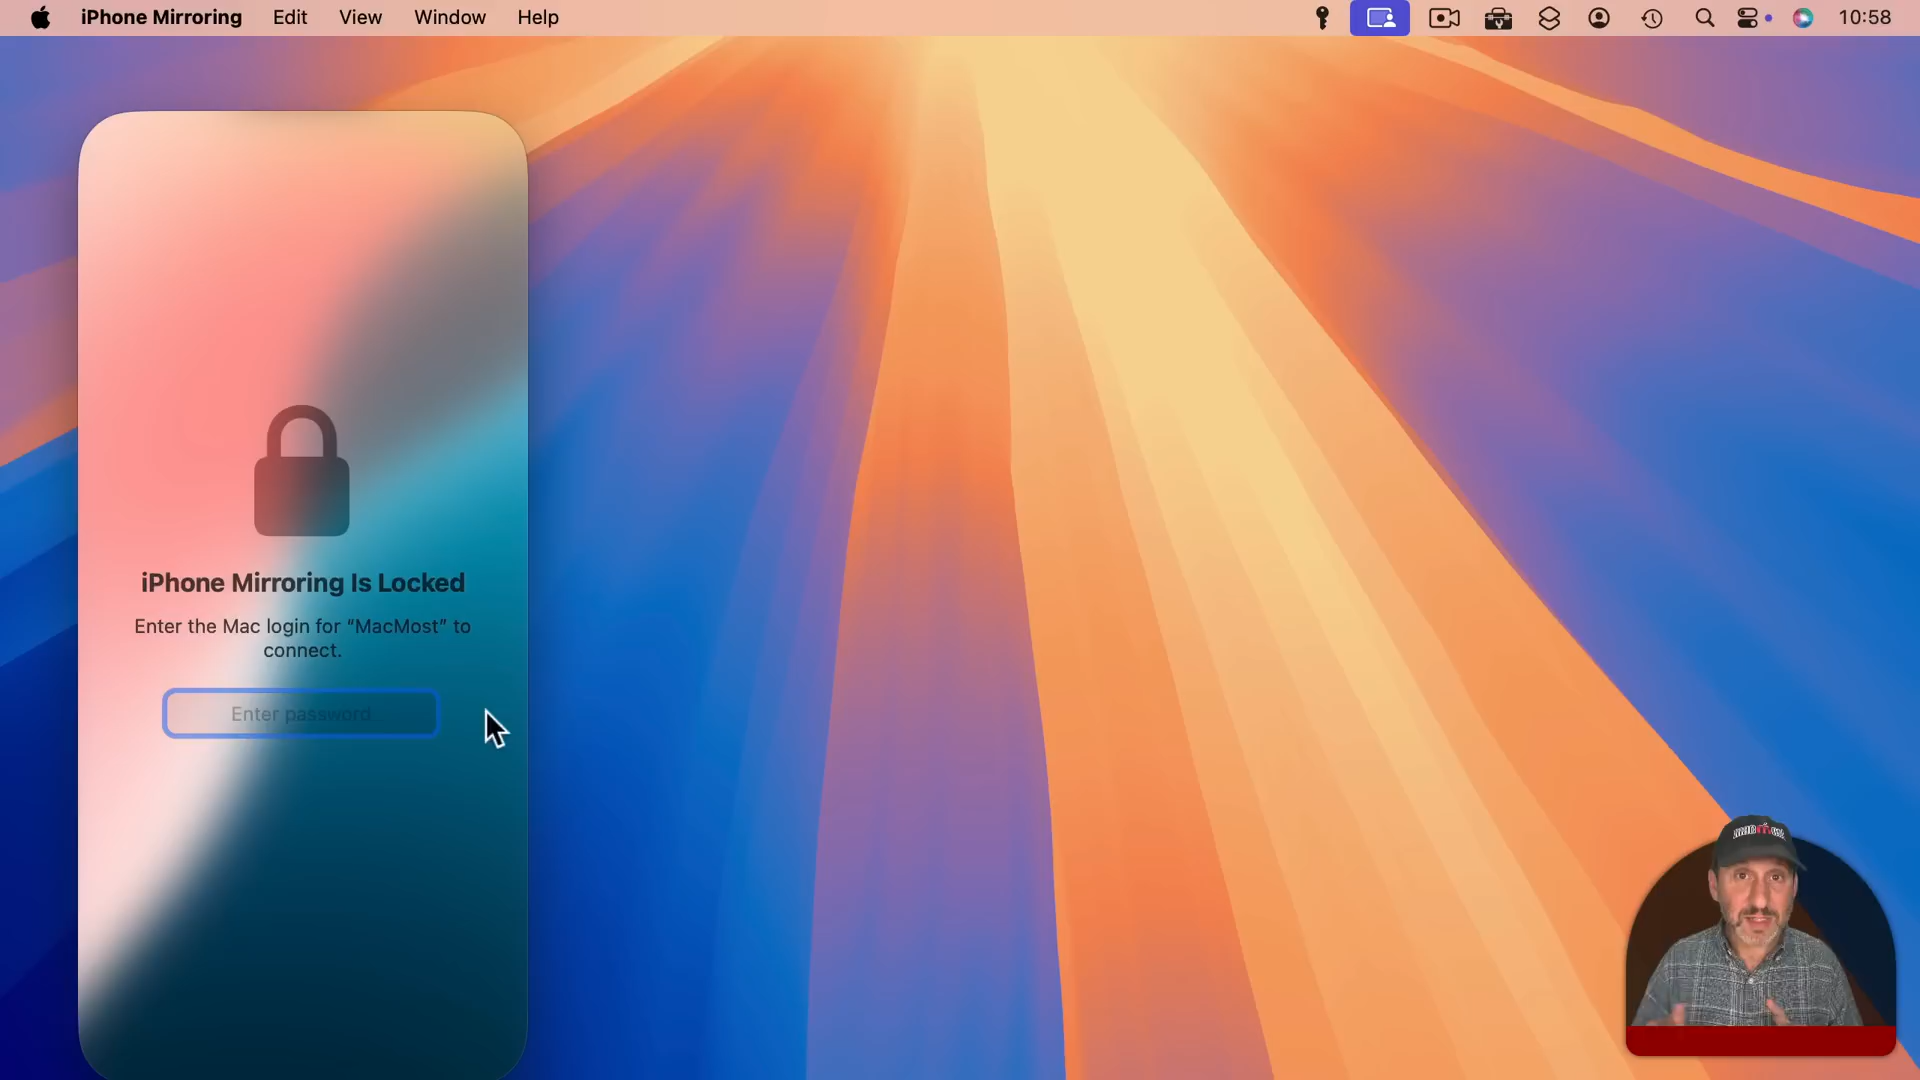 iPhone Mirroring Edit View Window Help 10:58
iPhone Mirroring Is Locked
Enter the Mac login for “MacMost” to
connect.
Enter password...